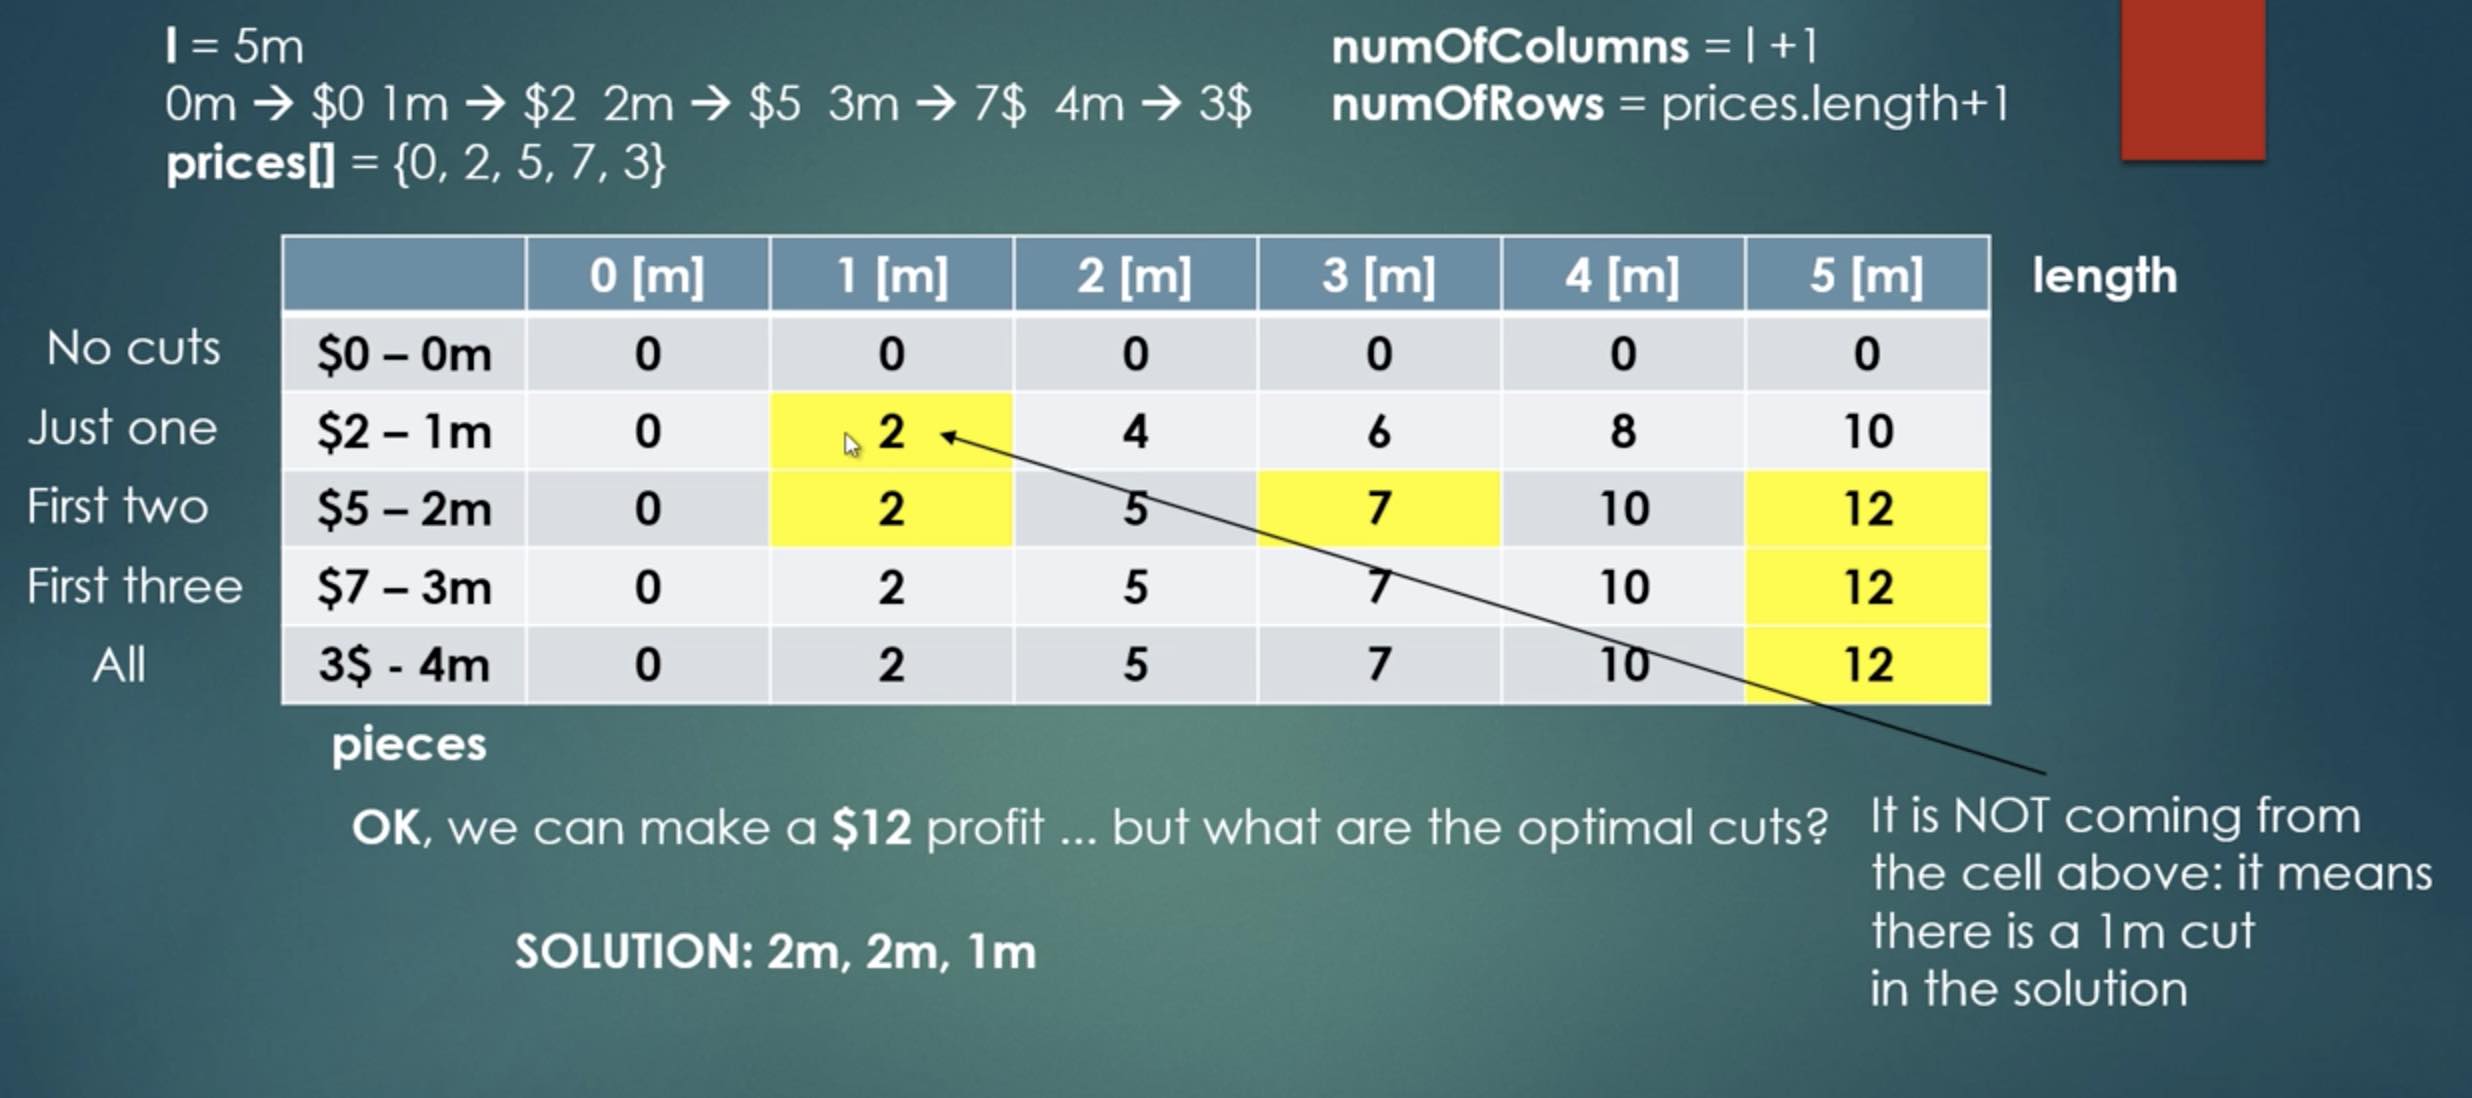 l = 5m
0m → $0 1m → $2 2m → $5 3m → 7$ 4m → 3$
prices[] = {0, 2, 5, 7, 3}
numOfColumns = l +1
numOfRows = prices.length+1
0 [m] 1 [m] 2 [m] 3 [m] 4 [m] 5 [m] length
No cuts $0 – 0m 0 0 0 0 0 0
Just one $2 – 1m 0 2 4 6 8 10
First two $5 – 2m 0 2 5 7 10 12
First three $7 – 3m 0 2 5 7 10 12
All 3$ - 4m 0 2 5 7 10 12
pieces
OK, we can make a $12 profit ... but what are the optimal cuts?
It is NOT coming from
the cell above: it means
there is a 1m cut
in the solution
SOLUTION: 2m, 2m, 1m